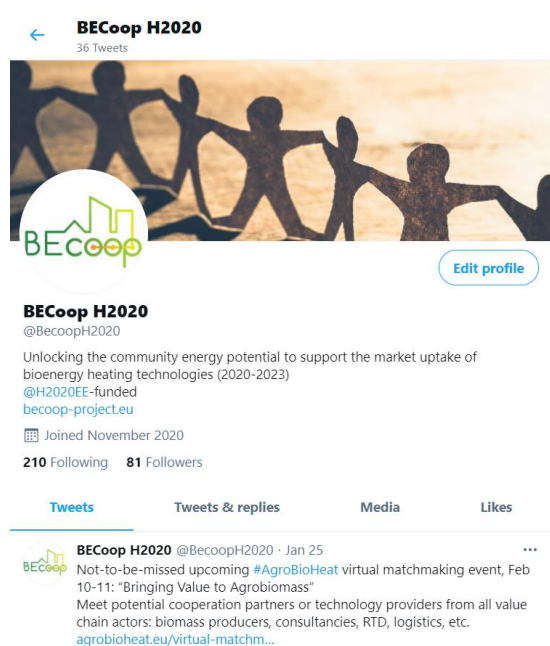 BECoop H2020
36 Tweets
BECoop
Edit profile
BECoop H2020
@BecoopH2020
Unlocking the community energy potential to support the market uptake of
bioenergy heating technologies (2020-2023)
@H2020EE-funded
becoop-project.eu
Joined November 2020
210 Following 81 Followers
Tweets Tweets & replies Media Likes
BECoop H2020 @BecoopH2020 · Jan 25 ...
BECoop
Not-to-be-missed upcoming #AgroBioHeat virtual matchmaking event, Feb
10-11: “Bringing Value to Agrobiomass”
Meet potential cooperation partners or technology providers from all value
chain actors: biomass producers, consultancies, RTD, logistics, etc.
agrobioheat.eu/virtual-matchm...